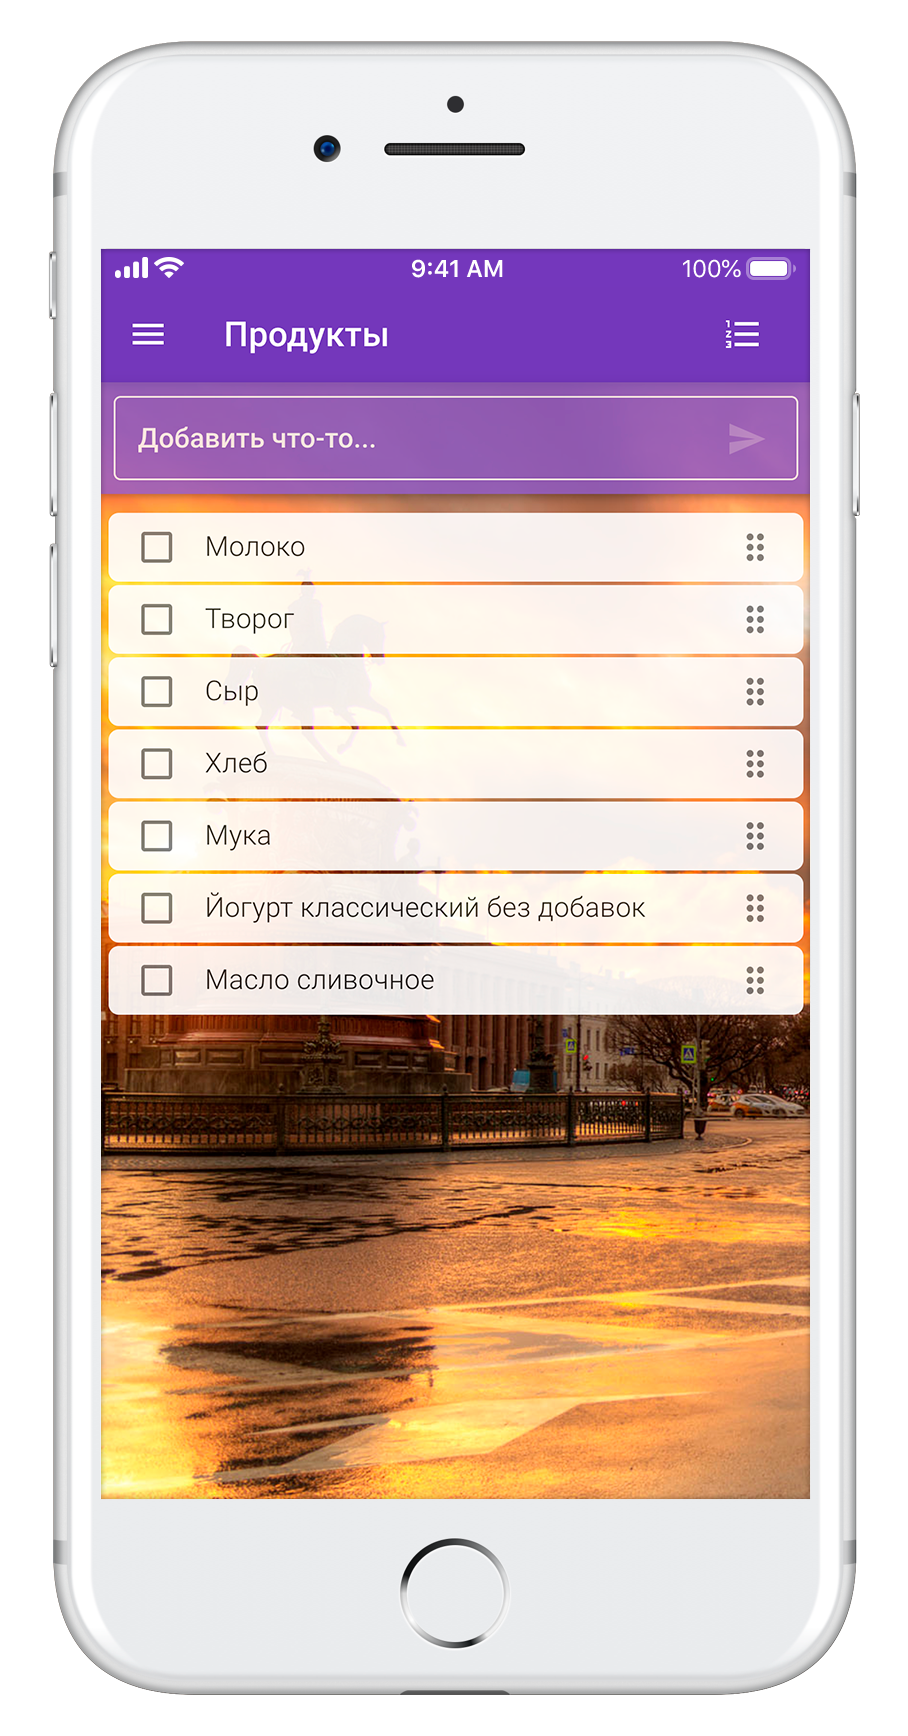 9:41 AM 100%
Продукты
Добавить что-то...
Молоко
Творог
Сыр
Хлеб
Мука
Йогурт классический без добавок
Масло сливочное